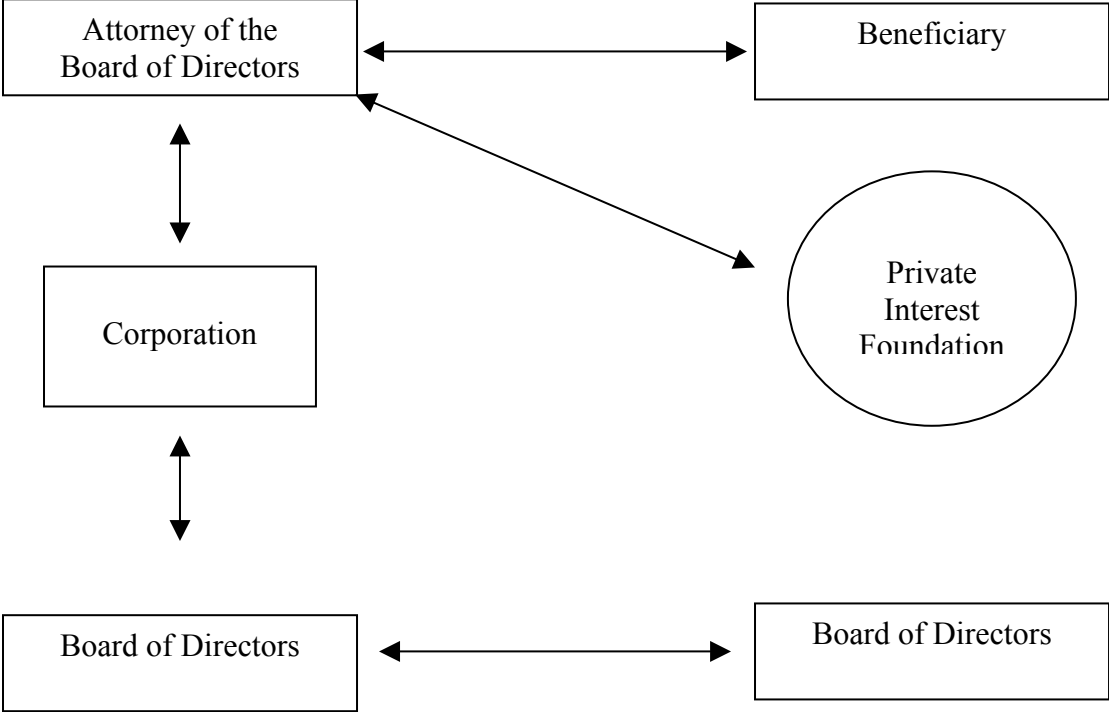 Attorney of the
Board of Directors
Beneficiary
Private
Interest
Foundation
Corporation
Board of Directors
Board of Directors